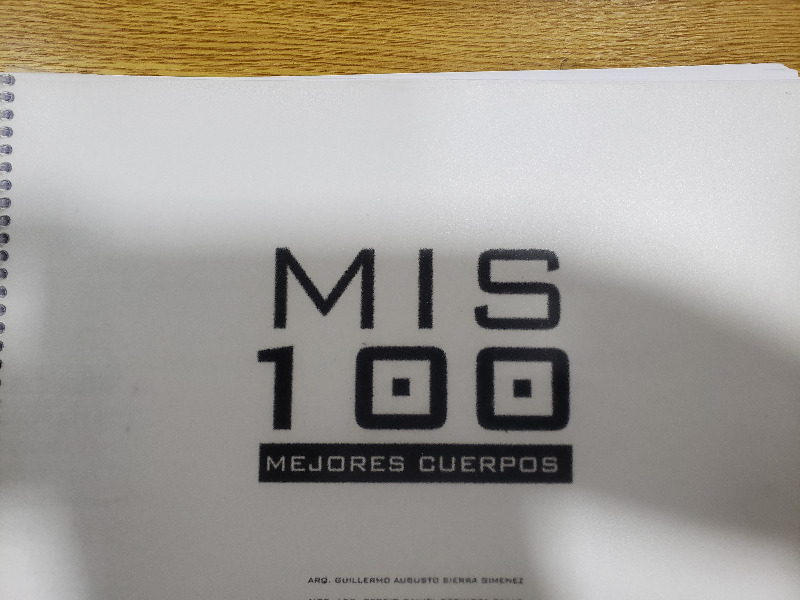 MIS
100
MEJORES CUERPOS
ARQ. GUILLERMO AUGUSTO SIERRA GIMENEZ